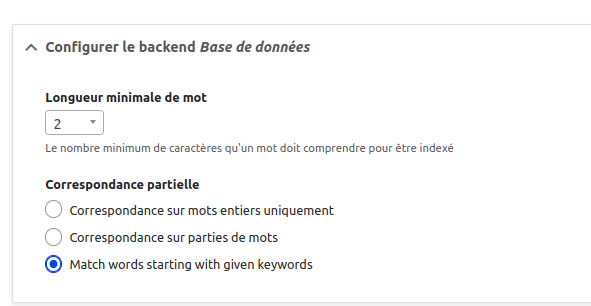 Configurer le backend Base de données
Longueur minimale de mot
2
Le nombre minimum de caractères qu'un mot doit comprendre pour être indexé
Correspondance partielle
Correspondance sur mots entiers uniquement
Correspondance sur parties de mots
Match words starting with given keywords